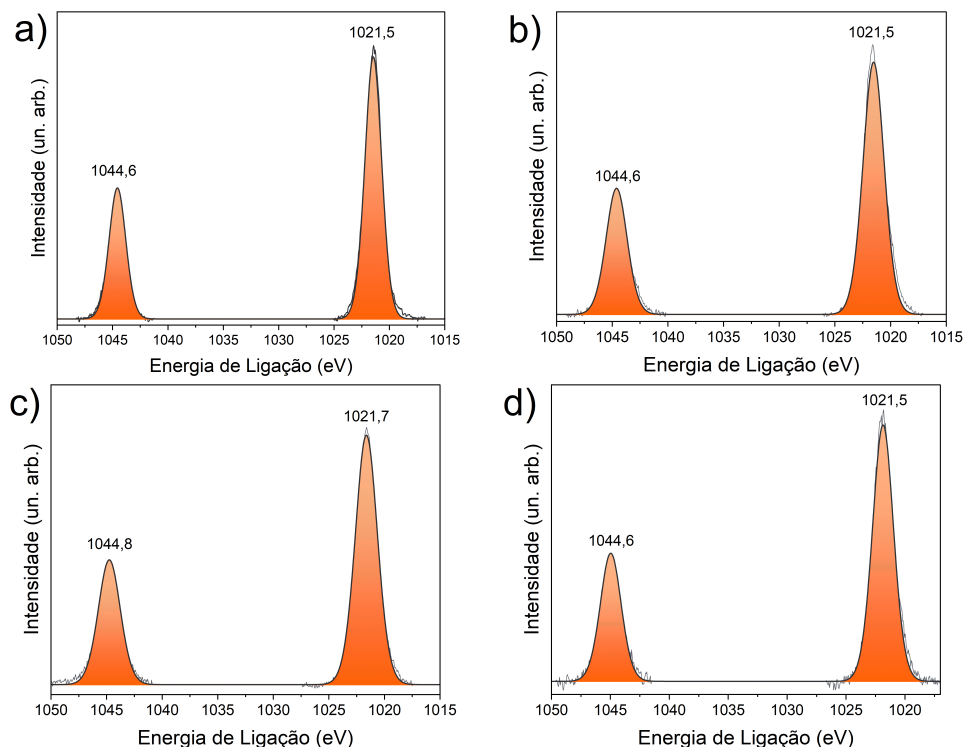 a)
1021,5
1044,6
Intensidade (un. arb.)
1050 1045 1040 1035 1030 1025 1020 1015
Energia de Ligação (eV)
b)
1021,5
1044,6
Intensidade (un. arb.)
1050 1045 1040 1035 1030 1025 1020 1015
Energia de Ligação (eV)
c)
1021,7
1044,8
Intensidade (un. arb.)
1050 1045 1040 1035 1030 1025 1020 1015
Energia de Ligação (eV)
d)
1021,5
1044,6
Intensidade (un. arb.)
1050 1045 1040 1035 1030 1025 1020
Energia de Ligação (eV)